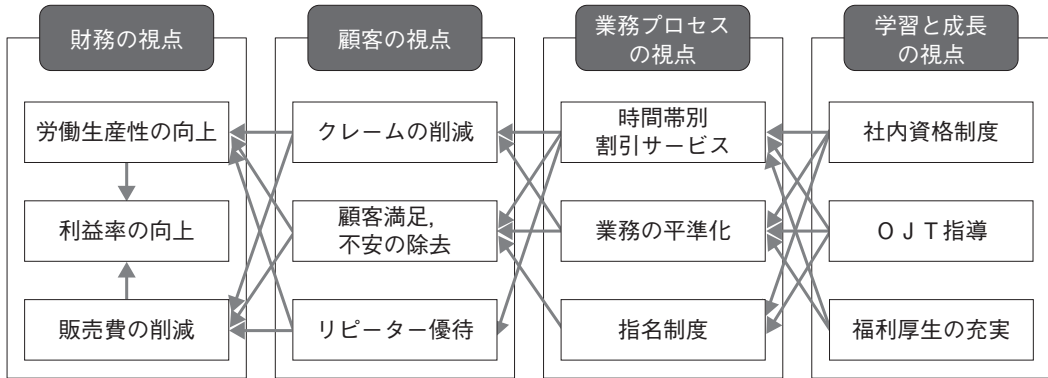 財務の視点
労働生産性の向上
利益率の向上
販売費の削減
顧客の視点
クレームの削減
顧客満足,
不安の除去
リピーター優待
業務プロセス
の視点
時間帯別
割引サービス
業務の平準化
指名制度
学習と成長
の視点
社内資格制度
ＯＪＴ指導
福利厚生の充実